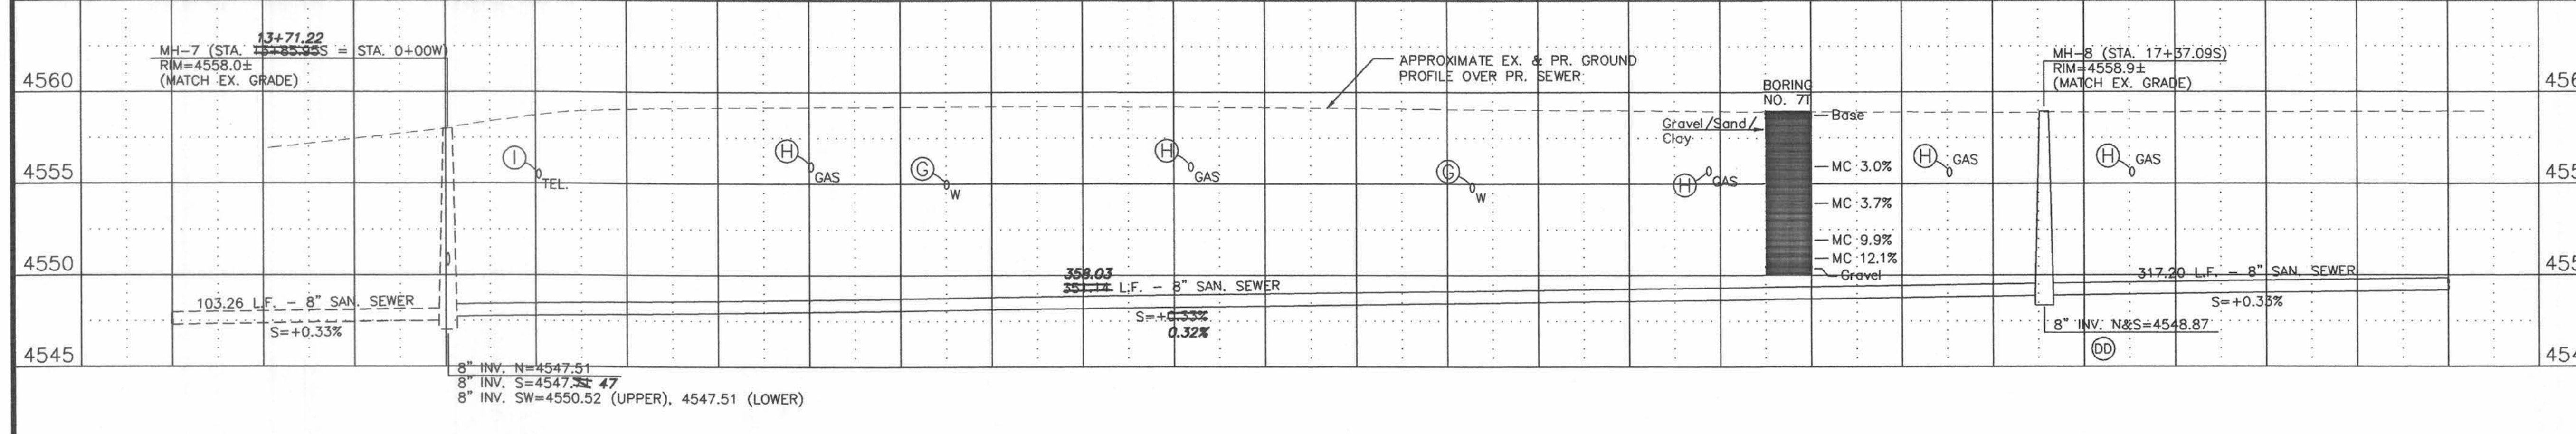 13+71.22
MH-7 (STA. 13+85.95S = STA. 0+00W)
RIM=4558.0±
(MATCH EX. GRADE)
APPROXIMATE EX. & PR. GROUND
PROFILE OVER PR. SEWER
BORING
NO. 7T
MH-8 (STA. 17+37.09S)
RIM=4558.9±
(MATCH EX. GRADE)
4560
456
Base
Gravel/Sand/
Clay
I
TEL.
H
GAS
G
W
H
GAS
G
W
H
GAS
MC 3.0%
H
GAS
H
GAS
4555
455
MC 3.7%
MC 9.9%
MC 12.1%
Gravel
4550
455
358.03
351.14 L.F. - 8" SAN. SEWER
317.20 L.F. - 8" SAN. SEWER
103.26 L.F. - 8" SAN. SEWER
S=+0.33%
S=+0.33%
0.32%
S=+0.33%
8" INV. N&S=4548.87
DD
4545
454
8" INV. N=4547.51
8" INV. S=4547. 47
8" INV. SW=4550.52 (UPPER), 4547.51 (LOWER)